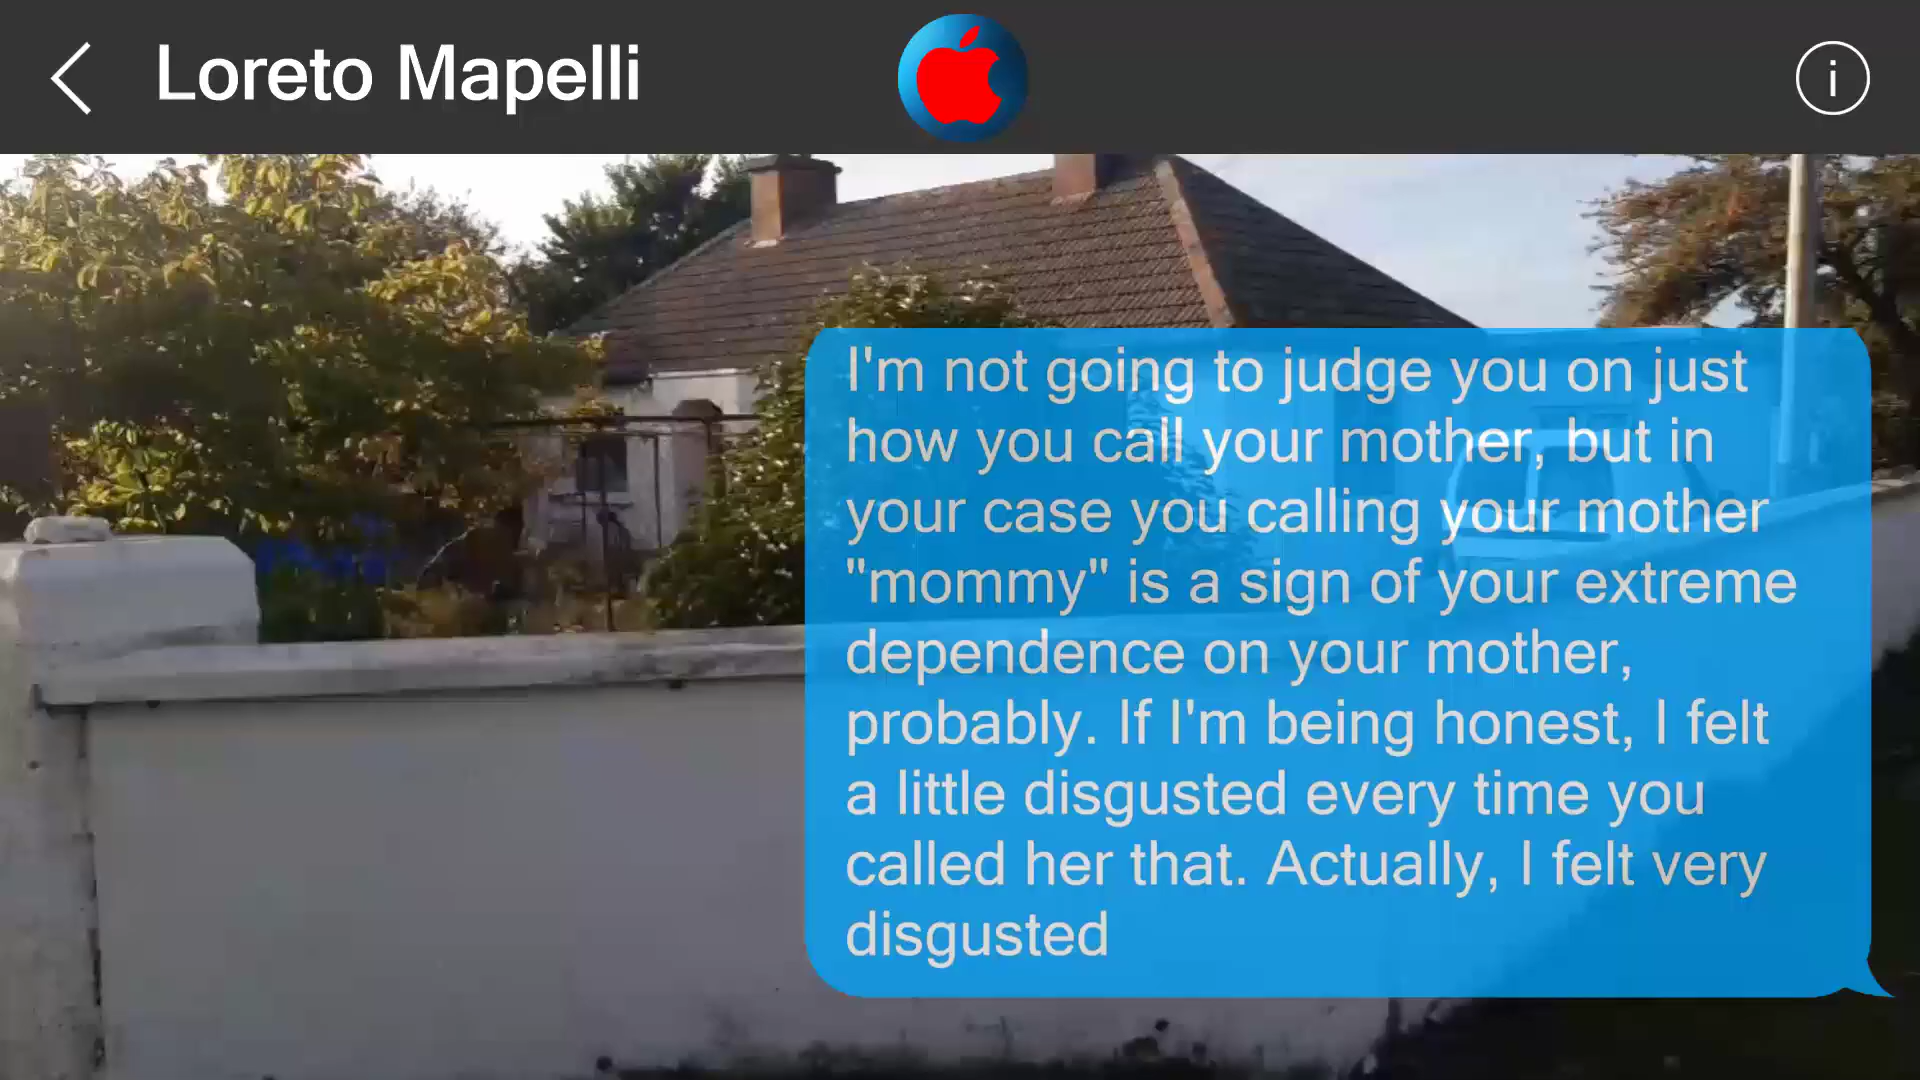 Loreto Mapelli
i
I'm not going to judge you on just
how you call your mother, but in
your case you calling your mother
"mommy" is a sign of your extreme
dependence on your mother,
probably. If I'm being honest, I felt
a little disgusted every time you
called her that. Actually, I felt very
disgusted